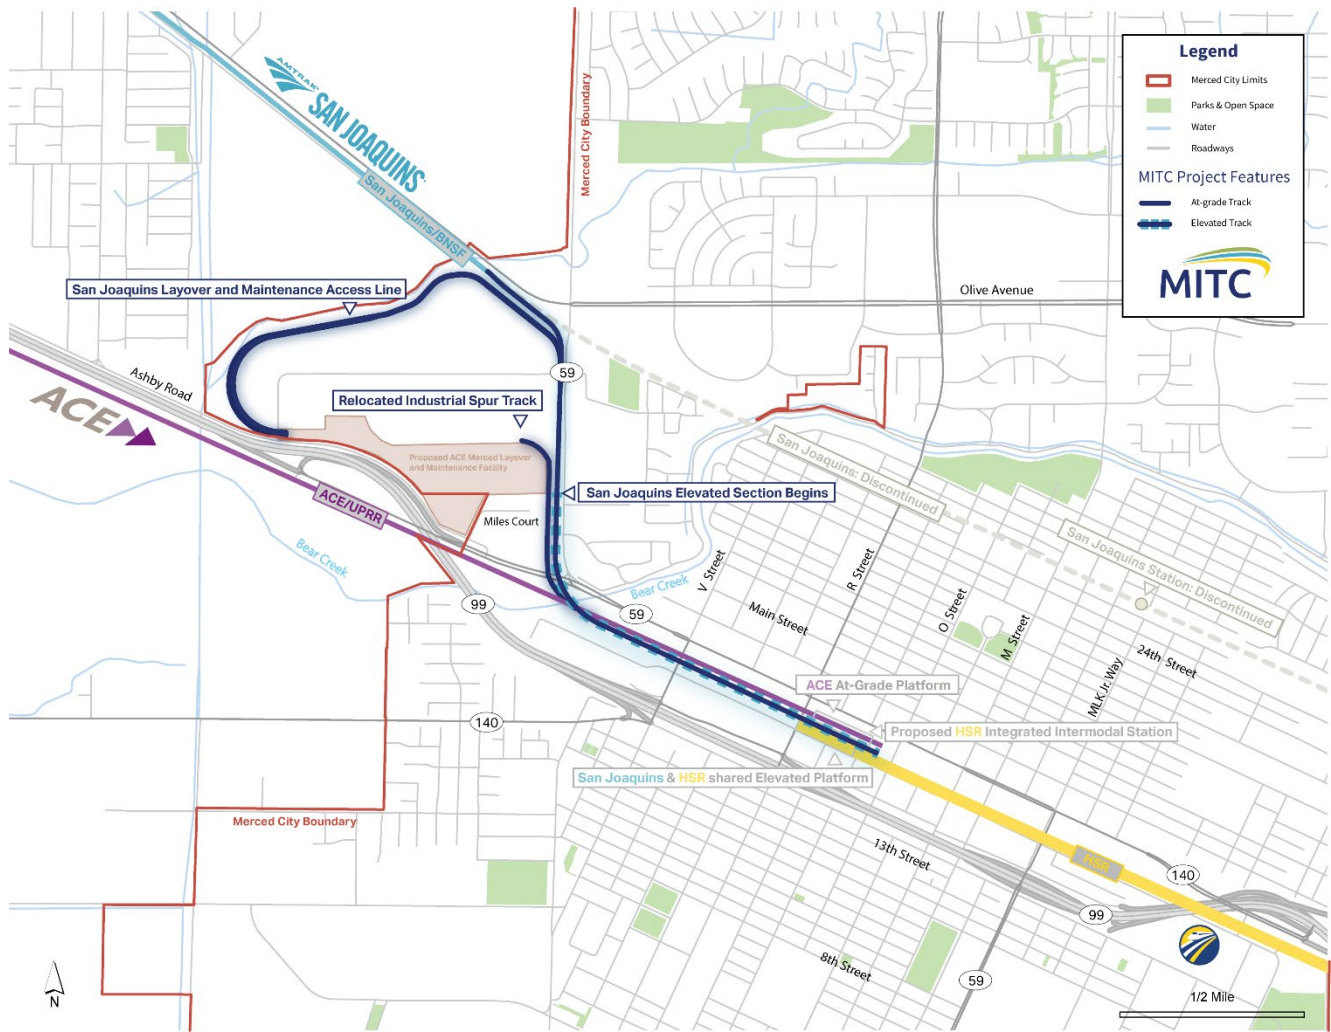 Legend
Merced City Limits
Parks & Open Space
Water
Roadways
MITC Project Features
At-grade Track
Elevated Track
MITC
AMTRAK
SAN JOAQUINS
San Joaquins/BNSF
Merced City Boundary
San Joaquins Layover and Maintenance Access Line
Olive Avenue
Ashby Road
ACE
59
Relocated Industrial Spur Track
Proposed ACE Merced Layover
and Maintenance Facility
San Joaquins: Discontinued
San Joaquins Elevated Section Begins
ACE/UPRR
Miles Court
Bear Creek
Bear Creek
V Street
R Street
San Joaquins Station: Discontinued
99
59
Main Street
O Street
M Street
24th Street
MLK Jr. Way
ACE At-Grade Platform
140
Proposed HSR Integrated Intermodal Station
San Joaquins & HSR shared Elevated Platform
Merced City Boundary
13th Street
HSR
140
99
8th Street
59
N
1/2 Mile